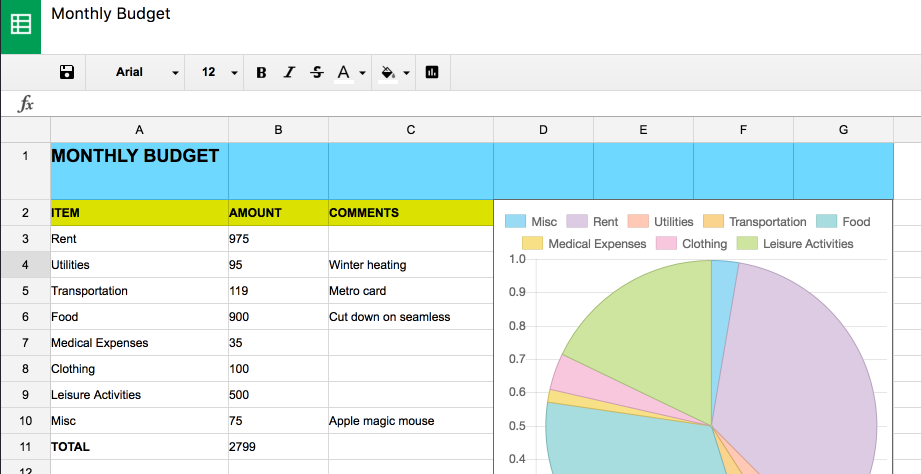 Monthly Budget
Arial 12 B I S A
fx
A B C D E F G
1 MONTHLY BUDGET
2 ITEM AMOUNT COMMENTS
3 Rent 975
4 Utilities 95 Winter heating
5 Transportation 119 Metro card
6 Food 900 Cut down on seamless
7 Medical Expenses 35
8 Clothing 100
9 Leisure Activities 500
10 Misc 75 Apple magic mouse
11 TOTAL 2799
12
Misc Rent Utilities Transportation Food
Medical Expenses Clothing Leisure Activities
1.0
0.9
0.8
0.7
0.6
0.5
0.4